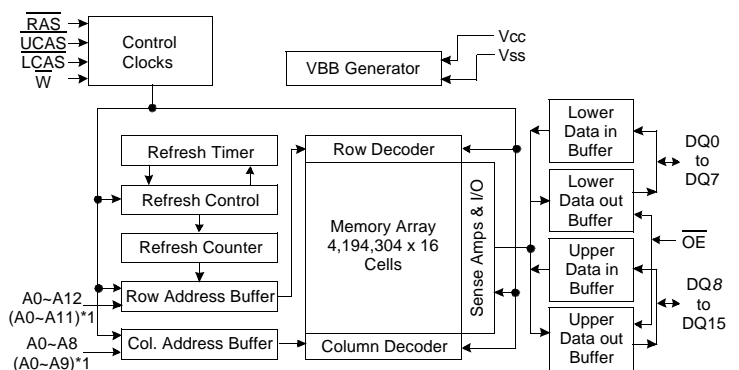 RAS
UCAS
LCAS
W
Control
Clocks
VBB Generator
Vcc
Vss
Refresh Timer
Refresh Control
Refresh Counter
Row Address Buffer
Col. Address Buffer
A0~A12
(A0~A11)*1
A0~A8
(A0~A9)*1
Row Decoder
Memory Array
4,194,304 x 16
Cells
Column Decoder
Sense Amps & I/O
Lower
Data in
Buffer
Lower
Data out
Buffer
Upper
Data in
Buffer
Upper
Data out
Buffer
DQ0
to
DQ7
OE
DQ8
to
DQ15